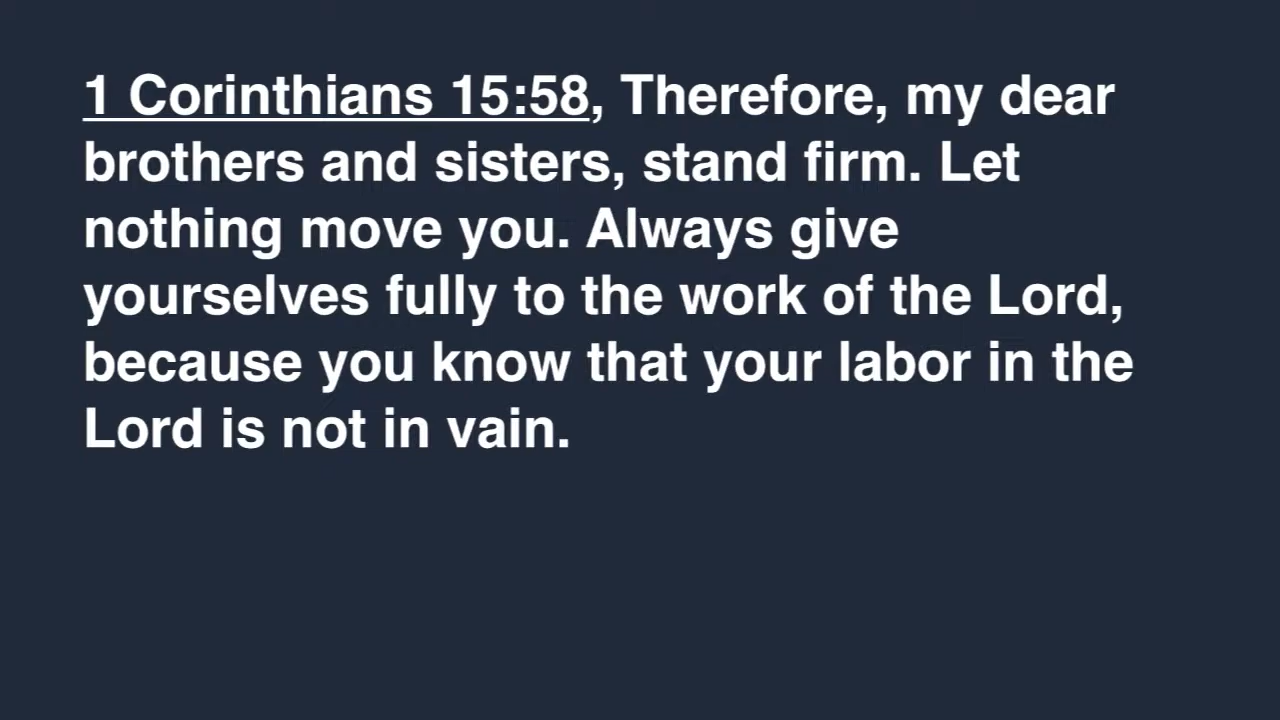 1 Corinthians 15:58, Therefore, my dear
brothers and sisters, stand firm. Let
nothing move you. Always give
yourselves fully to the work of the Lord,
because you know that your labor in the
Lord is not in vain.